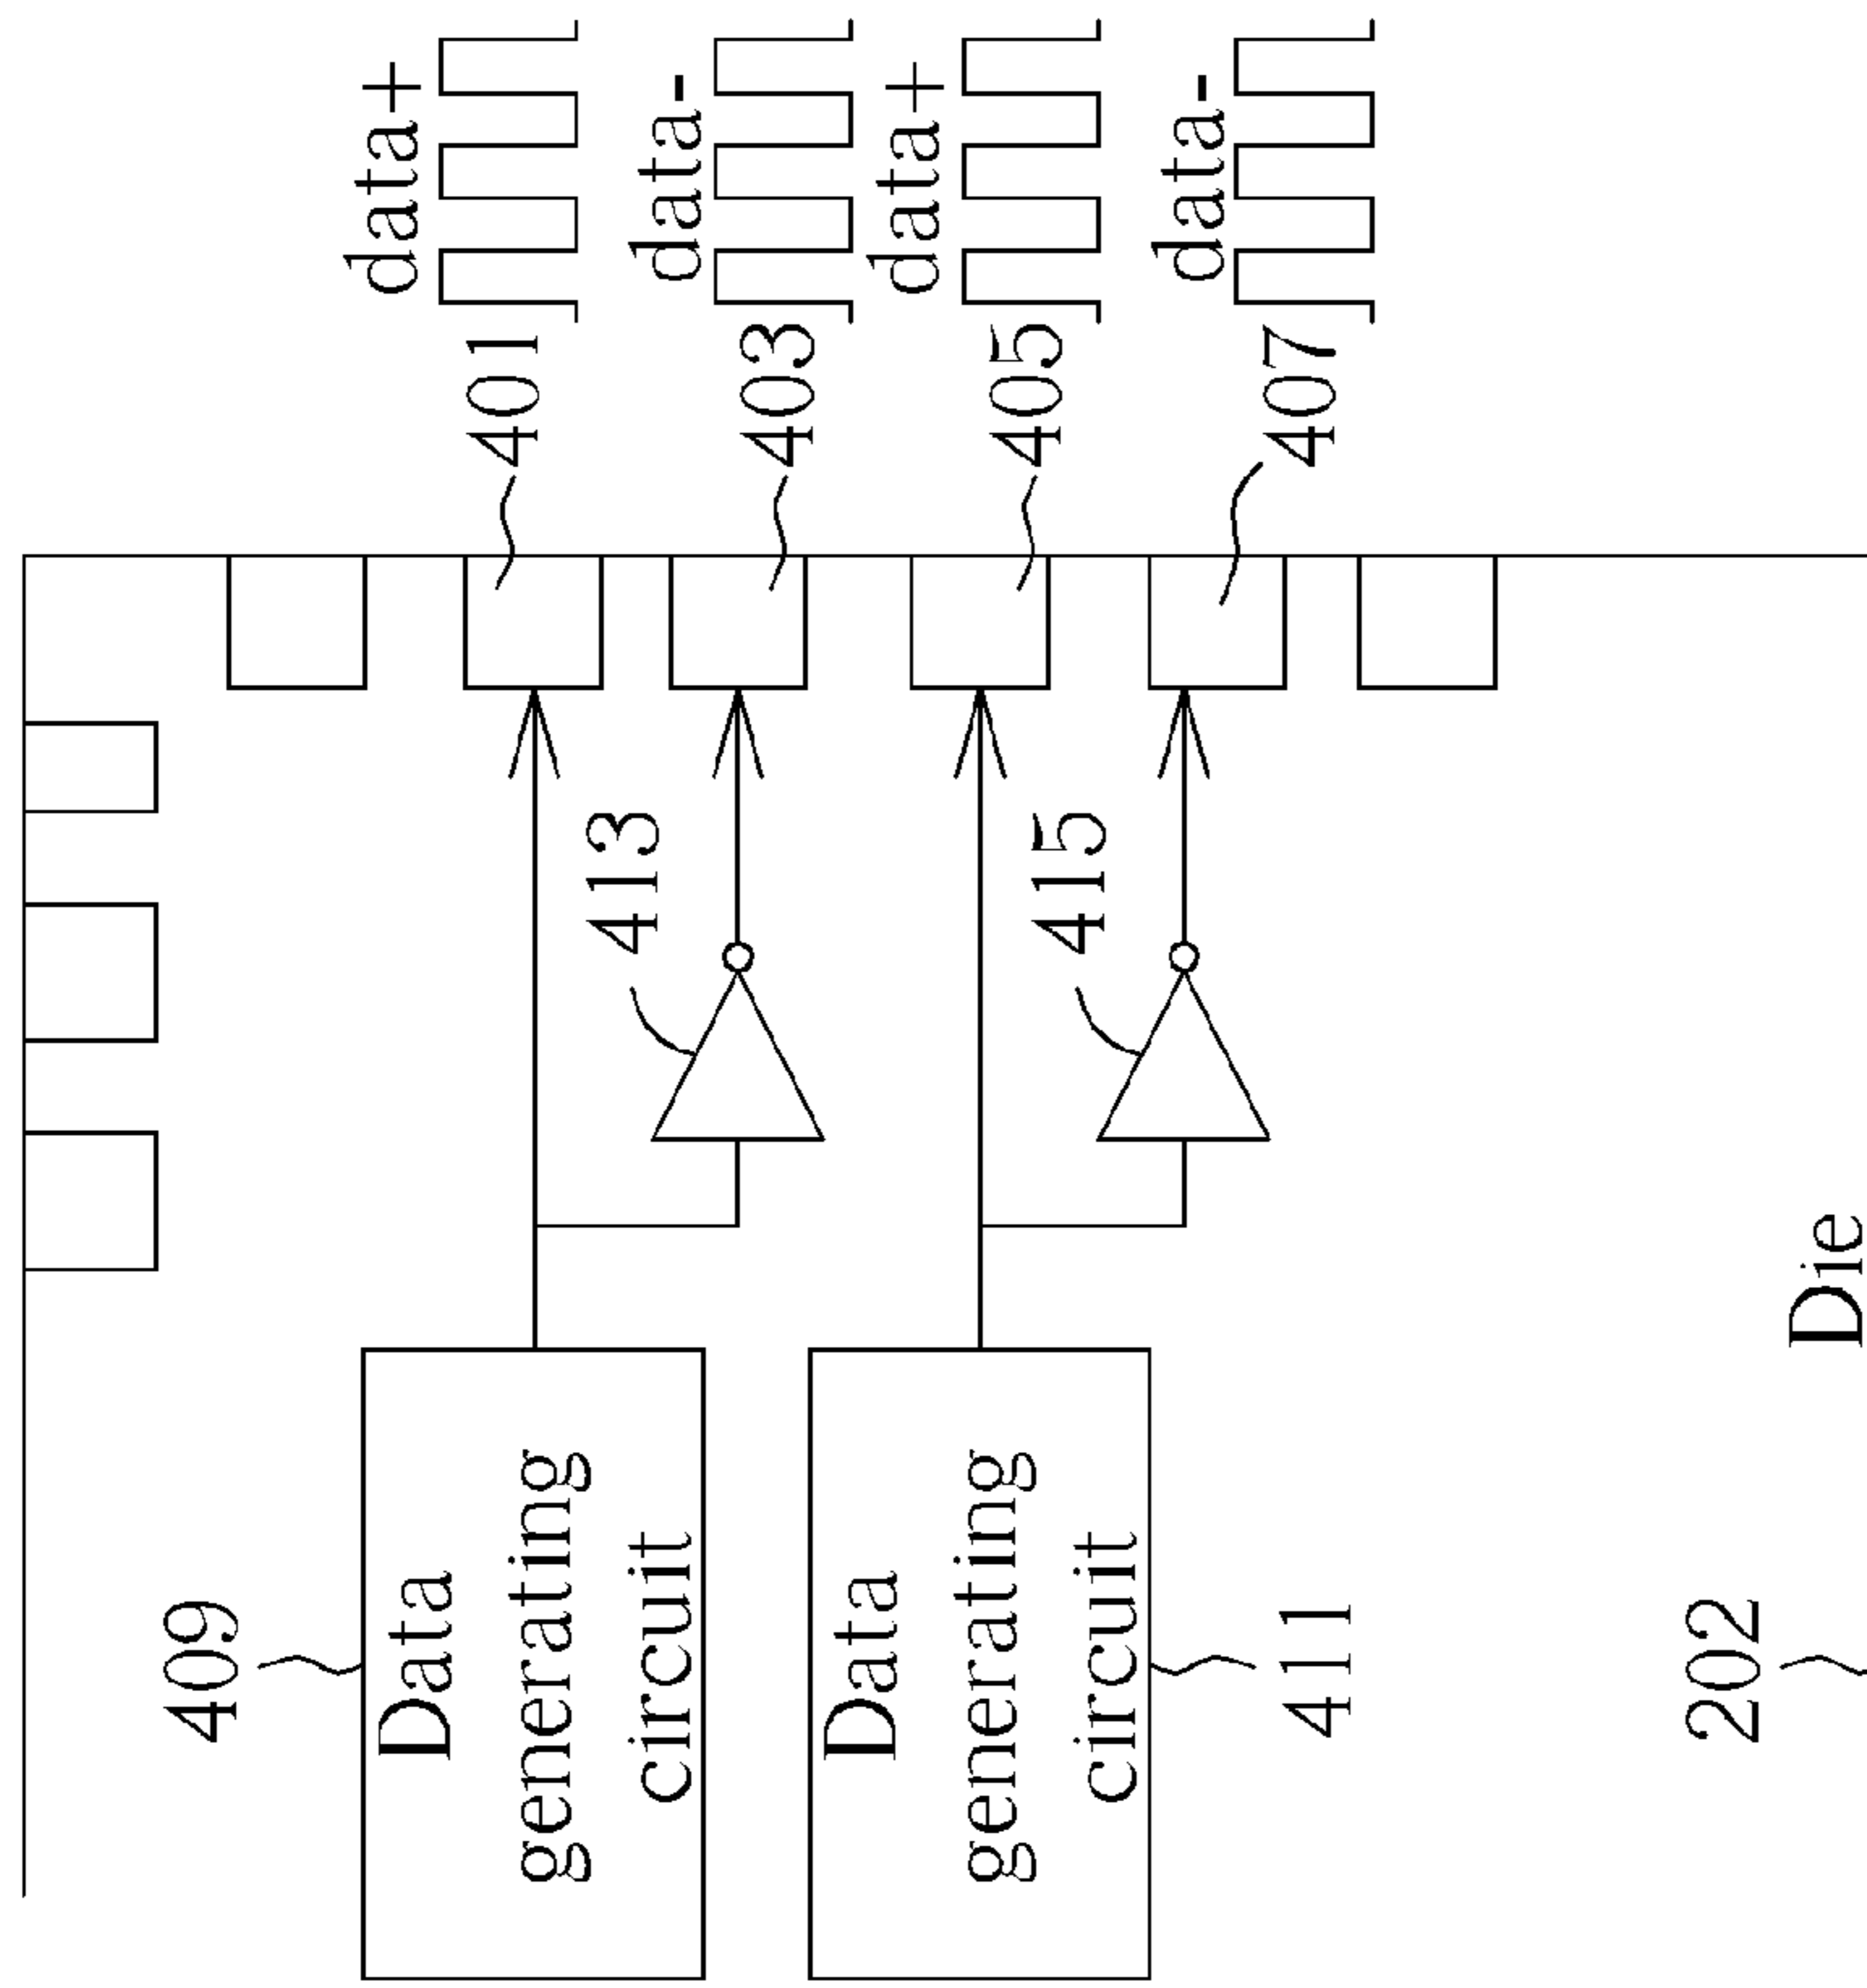 409
Data
generating
circuit
Data
generating
circuit
411
202
Die
413
415
401
403
405
407
data+
data-
data+
data-